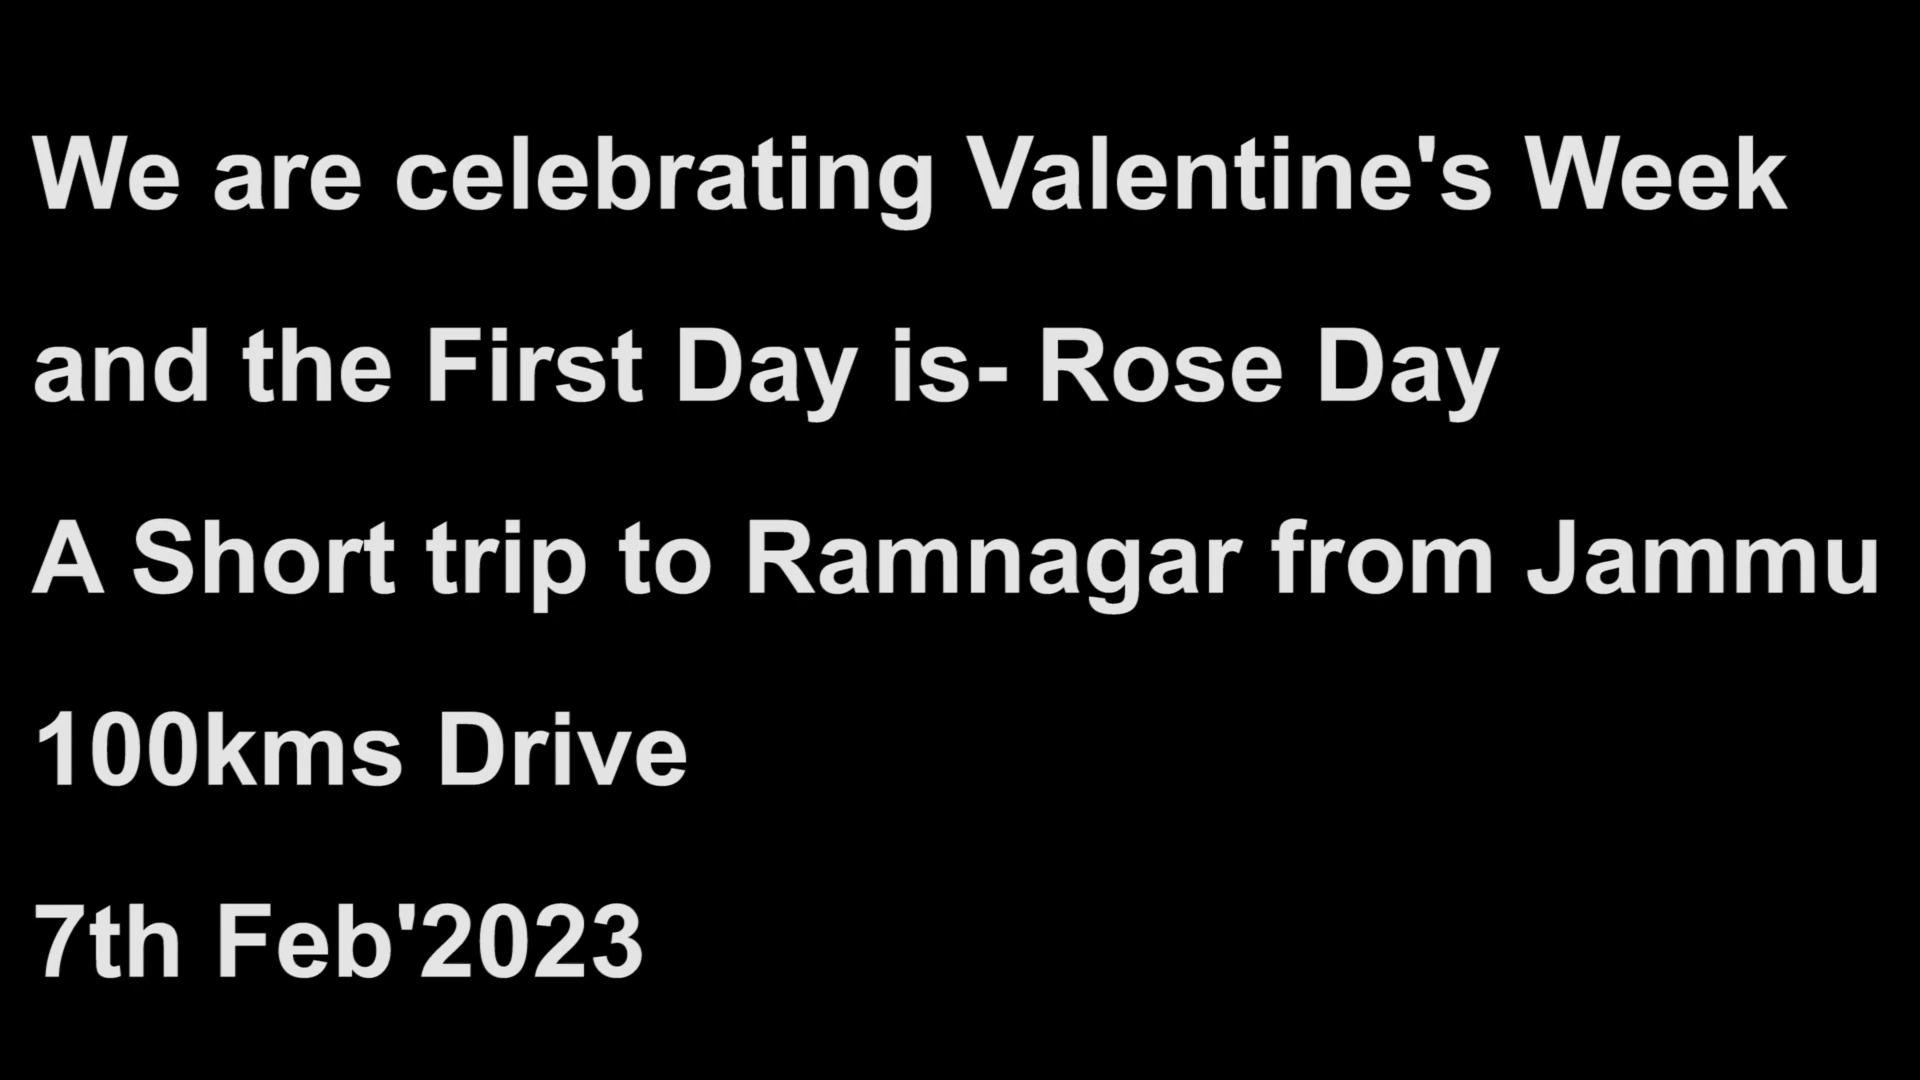 We are celebrating Valentine's Week
and the First Day is- Rose Day
A Short trip to Ramnagar from Jammu
100kms Drive
7th Feb'2023